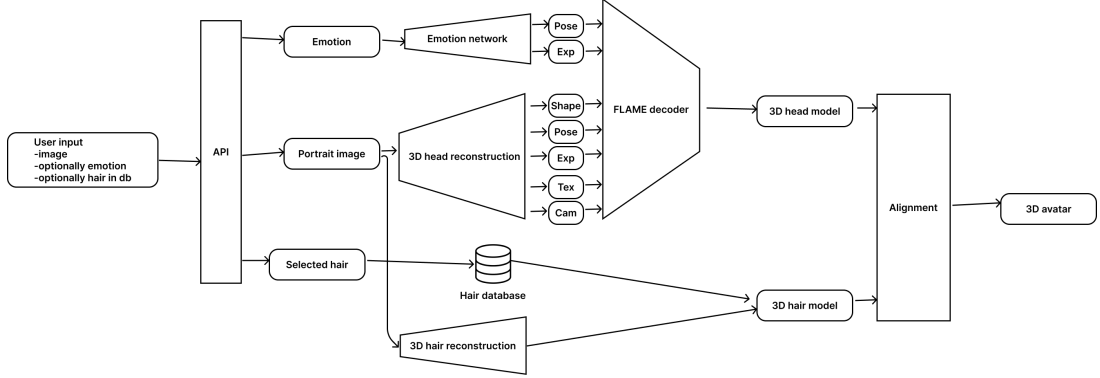 User input
-image
-optionally emotion
-optionally hair in db
API
Emotion
Emotion network
Pose
Exp
Portrait image
3D head reconstruction
Shape
Pose
Exp
Tex
Cam
FLAME decoder
3D head model
Selected hair
Hair database
3D hair reconstruction
3D hair model
Alignment
3D avatar